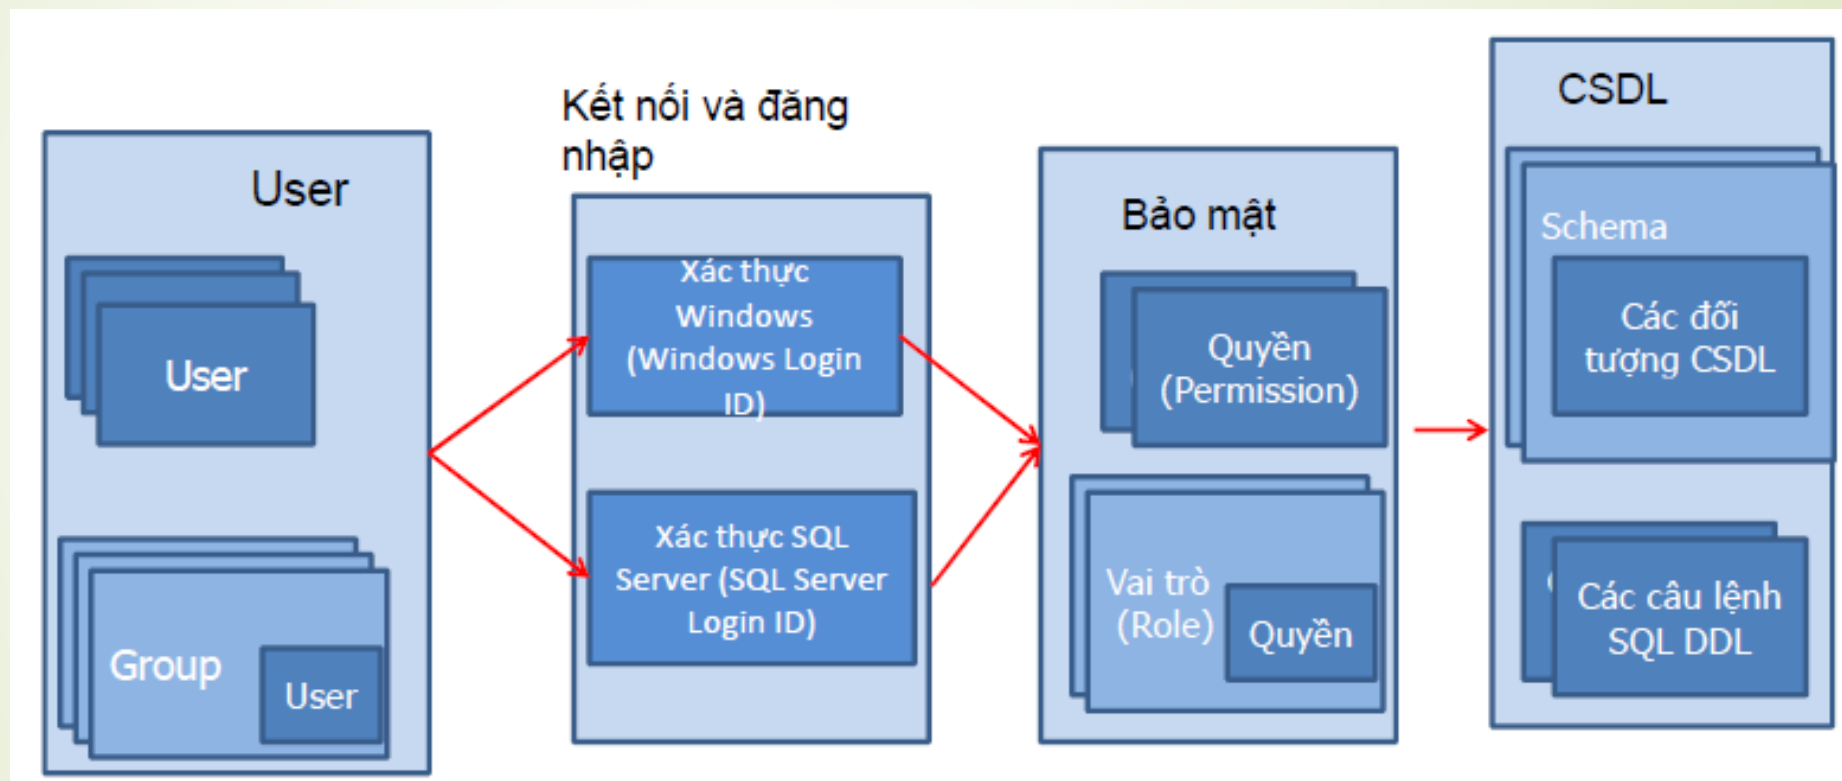 User
User
Group
User
Kết nối và đăng
nhập
Xác thực
Windows
(Windows Login
ID)
Xác thực SQL
Server (SQL Server
Login ID)
Bảo mật
Quyền
(Permission)
Vai trò
(Role)
Quyền
CSDL
Schema
Các đối
tượng CSDL
Các câu lệnh
SQL DDL